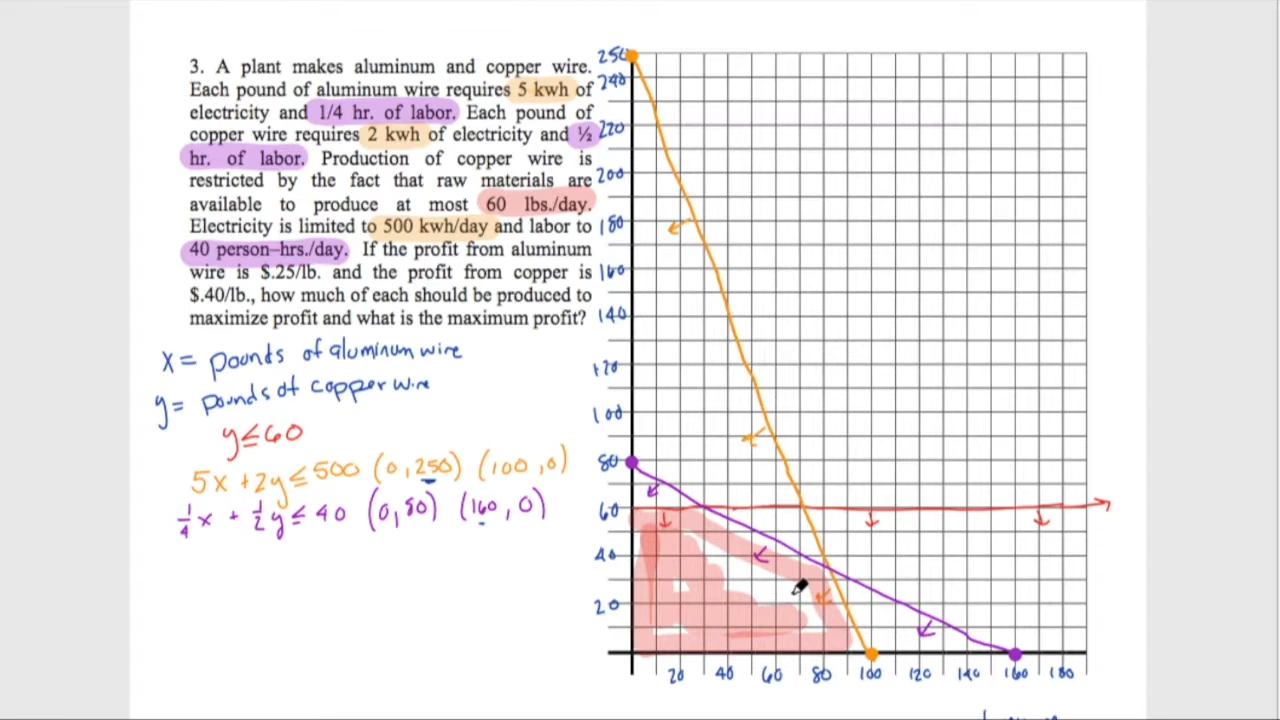 3. A plant makes aluminum and copper wire.
Each pound of aluminum wire requires 5 kwh of
electricity and 1/4 hr. of labor. Each pound of
copper wire requires 2 kwh of electricity and ½
hr. of labor. Production of copper wire is
restricted by the fact that raw materials are
available to produce at most 60 lbs./day.
Electricity is limited to 500 kwh/day and labor to
40 person–hrs./day. If the profit from aluminum
wire is $.25/lb. and the profit from copper is
$.40/lb., how much of each should be produced to
maximize profit and what is the maximum profit?
x = pounds of aluminum wire
y = pounds of copper wire
y ≤ 60
5x + 2y ≤ 500 (0, 250) (100, 0)
1/4 x + 1/2 y ≤ 40 (0, 80) (160, 0)
250
240
220
200
180
160
140
120
100
80
60
40
20
20 40 60 80 100 120 140 160 180